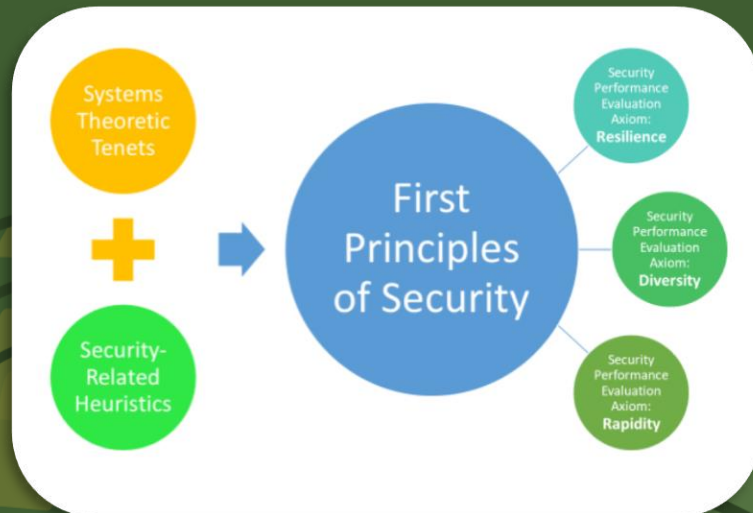 Systems
Theoretic
Tenets
Security-
Related
Heuristics
First
Principles
of Security
Security
Performance
Evaluation
Axiom:
Resilience
Security
Performance
Evaluation
Axiom:
Diversity
Security
Performance
Evaluation
Axiom:
Rapidity